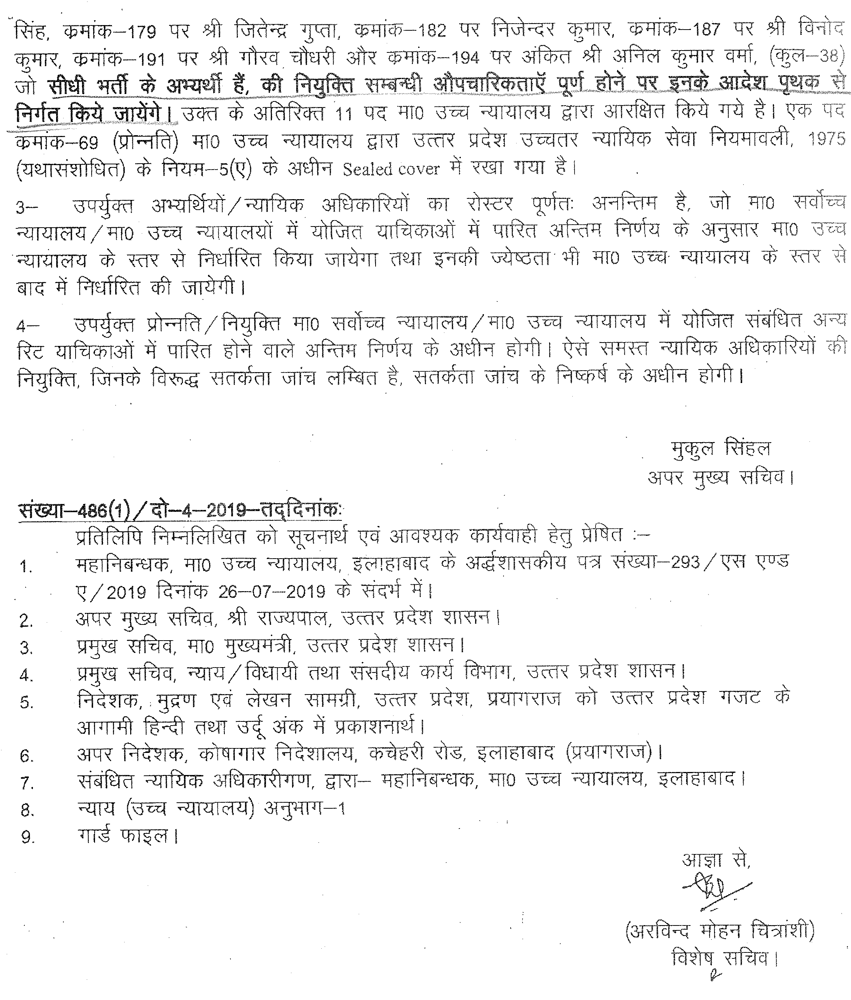 सिंह, क्रमांक–179 पर श्री जितेन्द्र गुप्ता, क्रमांक–182 पर निजेन्दर कुमार, क्रमांक–187 पर श्री विनोद
कुमार, क्रमांक–191 पर श्री गौरव चौधरी और क्रमांक–194 पर अंकित श्री अनिल कुमार वर्मा, (कुल–38)
जो सीधी भर्ती के अभ्यर्थी हैं, की नियुक्ति सम्बन्धी औपचारिकताऍ पूर्ण होने पर इनके आदेश पृथक से
निर्गत किये जायेंगे। उक्त के अतिरिक्त 11 पद मा0 उच्च न्यायालय द्वारा आरक्षित किये गये है। एक पद
क्रमांक–69 (प्रोन्नति) मा0 उच्च न्यायालय द्वारा उत्तर प्रदेश उच्चतर न्यायिक सेवा नियमावली, 1975
(यथासंशोधित) के नियम–5(ए) के अधीन Sealed cover में रखा गया है।
3– उपर्युक्त अभ्यर्थियों/न्यायिक अधिकारियों का रोस्टर पूर्णतः अनन्तिम है, जो मा0 सर्वोच्च
न्यायालय/मा0 उच्च न्यायालयों में योजित याचिकाओं में पारित अन्तिम निर्णय के अनुसार मा0 उच्च
न्यायालय के स्तर से निर्धारित किया जायेगा तथा इनकी ज्येष्ठता भी मा0 उच्च न्यायालय के स्तर से
बाद में निर्धारित की जायेगी।
4– उपर्युक्त प्रोन्नति/नियुक्ति मा0 सर्वोच्च न्यायालय/मा0 उच्च न्यायालय में योजित संबंधित अन्य
रिट याचिकाओं में पारित होने वाले अन्तिम निर्णय के अधीन होगी। ऐसे समस्त न्यायिक अधिकारियों की
नियुक्ति, जिनके विरूद्ध सतर्कता जांच लम्बित है, सतर्कता जांच के निष्कर्ष के अधीन होगी।
मुकुल सिंहल
अपर मुख्य सचिव।
संख्या–486(1)/दो–4–2019–तद्दिनांकः
प्रतिलिपि निम्नलिखित को सूचनार्थ एवं आवश्यक कार्यवाही हेतु प्रेषित :–
1. महानिबन्धक, मा0 उच्च न्यायालय, इलाहाबाद के अर्द्धशासकीय पत्र संख्या–293/एस एण्ड
ए/2019 दिनांक 26–07–2019 के संदर्भ में।
2. अपर मुख्य सचिव, श्री राज्यपाल, उत्तर प्रदेश शासन।
3. प्रमुख सचिव, मा0 मुख्यमंत्री, उत्तर प्रदेश शासन।
4. प्रमुख सचिव, न्याय/विधायी तथा संसदीय कार्य विभाग, उत्तर प्रदेश शासन।
5. निदेशक, मुद्रण एवं लेखन सामग्री, उत्तर प्रदेश, प्रयागराज को उत्तर प्रदेश गजट के
आगामी हिन्दी तथा उर्दू अंक में प्रकाशनार्थ।
6. अपर निदेशक, कोषागार निदेशालय, कचेहरी रोड, इलाहाबाद (प्रयागराज)।
7. संबंधित न्यायिक अधिकारीगण, द्वारा– महानिबन्धक, मा0 उच्च न्यायालय, इलाहाबाद।
8. न्याय (उच्च न्यायालय) अनुभाग–1
9. गार्ड फाइल।
आज्ञा से,
(अरविन्द मोहन चित्रांशी)
विशेष सचिव।